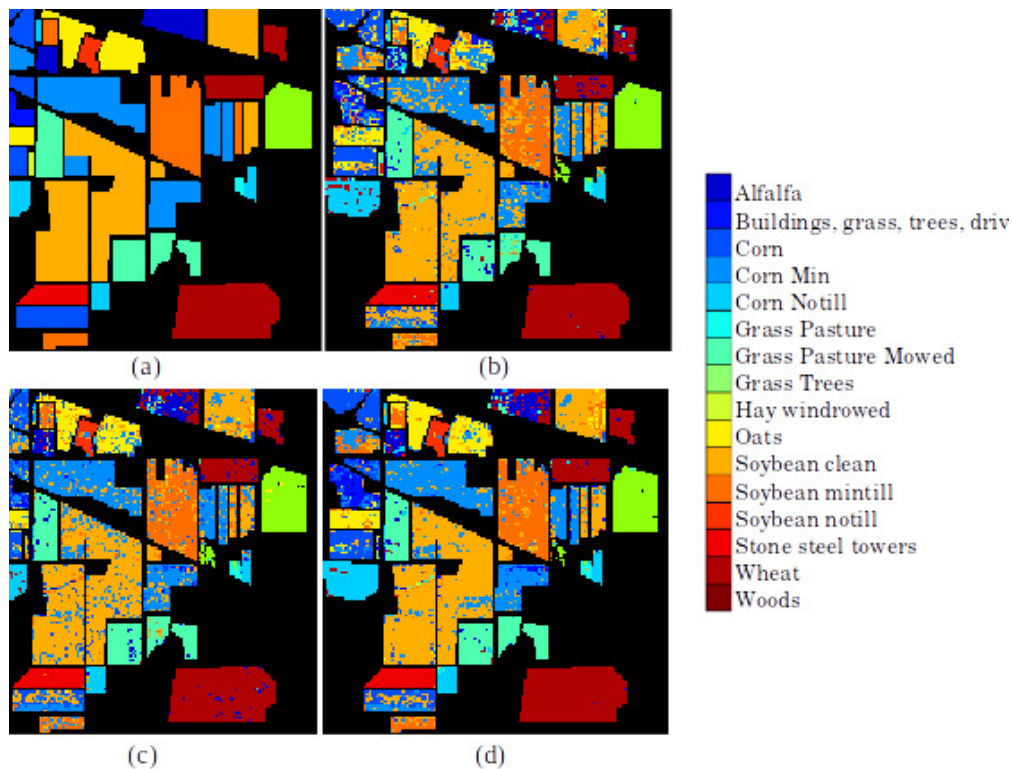 (a)
(b)
(c)
(d)
Alfalfa
Buildings, grass, trees, driv
Corn
Corn Min
Corn Notill
Grass Pasture
Grass Pasture Mowed
Grass Trees
Hay windrowed
Oats
Soybean clean
Soybean mintill
Soybean notill
Stone steel towers
Wheat
Woods